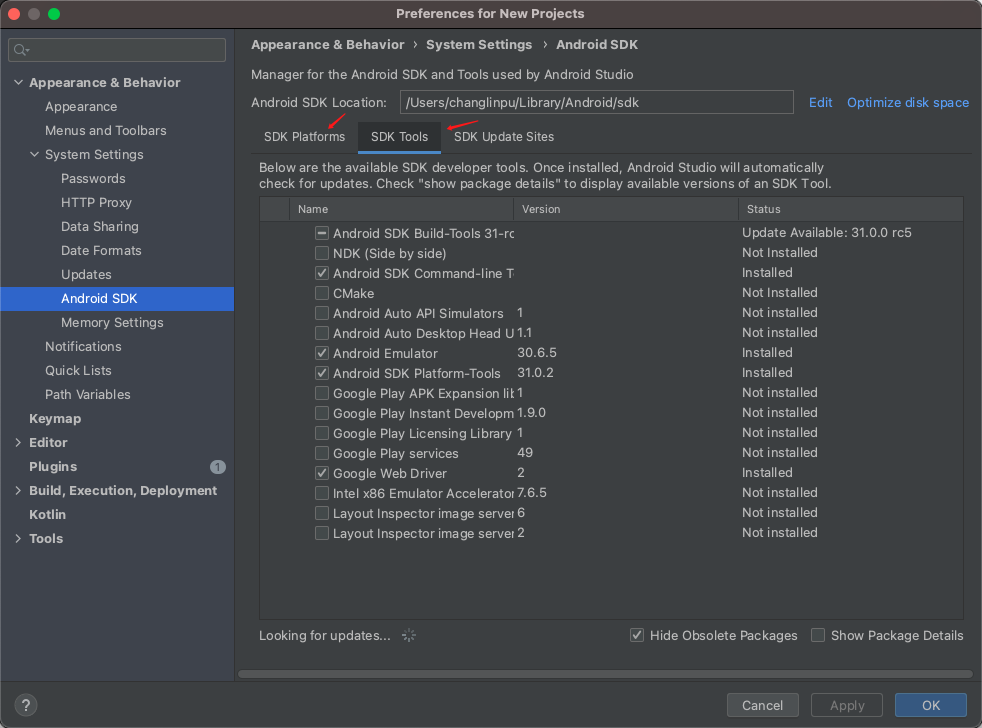 Preferences for New Projects
Appearance & Behavior › System Settings › Android SDK
Manager for the Android SDK and Tools used by Android Studio
Android SDK Location: /Users/changlinpu/Library/Android/sdk Edit Optimize disk space
SDK Platforms SDK Tools SDK Update Sites
Below are the available SDK developer tools. Once installed, Android Studio will automatically
check for updates. Check "show package details" to display available versions of an SDK Tool.
Name Version Status
Android SDK Build-Tools 31-rc Update Available: 31.0.0 rc5
NDK (Side by side) Not Installed
Android SDK Command-line T Installed
CMake Not Installed
Android Auto API Simulators 1 Not installed
Android Auto Desktop Head U 1.1 Not installed
Android Emulator 30.6.5 Installed
Android SDK Platform-Tools 31.0.2 Installed
Google Play APK Expansion lib 1 Not installed
Google Play Instant Developm 1.9.0 Not installed
Google Play Licensing Library 1 Not installed
Google Play services 49 Not installed
Google Web Driver 2 Installed
Intel x86 Emulator Accelerator 7.6.5 Not installed
Layout Inspector image server 6 Not installed
Layout Inspector image server 2 Not installed
Looking for updates... Hide Obsolete Packages Show Package Details
Appearance & Behavior
Appearance
Menus and Toolbars
System Settings
Passwords
HTTP Proxy
Data Sharing
Date Formats
Updates
Android SDK
Memory Settings
Notifications
Quick Lists
Path Variables
Keymap
Editor
Plugins 1
Build, Execution, Deployment
Kotlin
Tools
? Cancel Apply OK